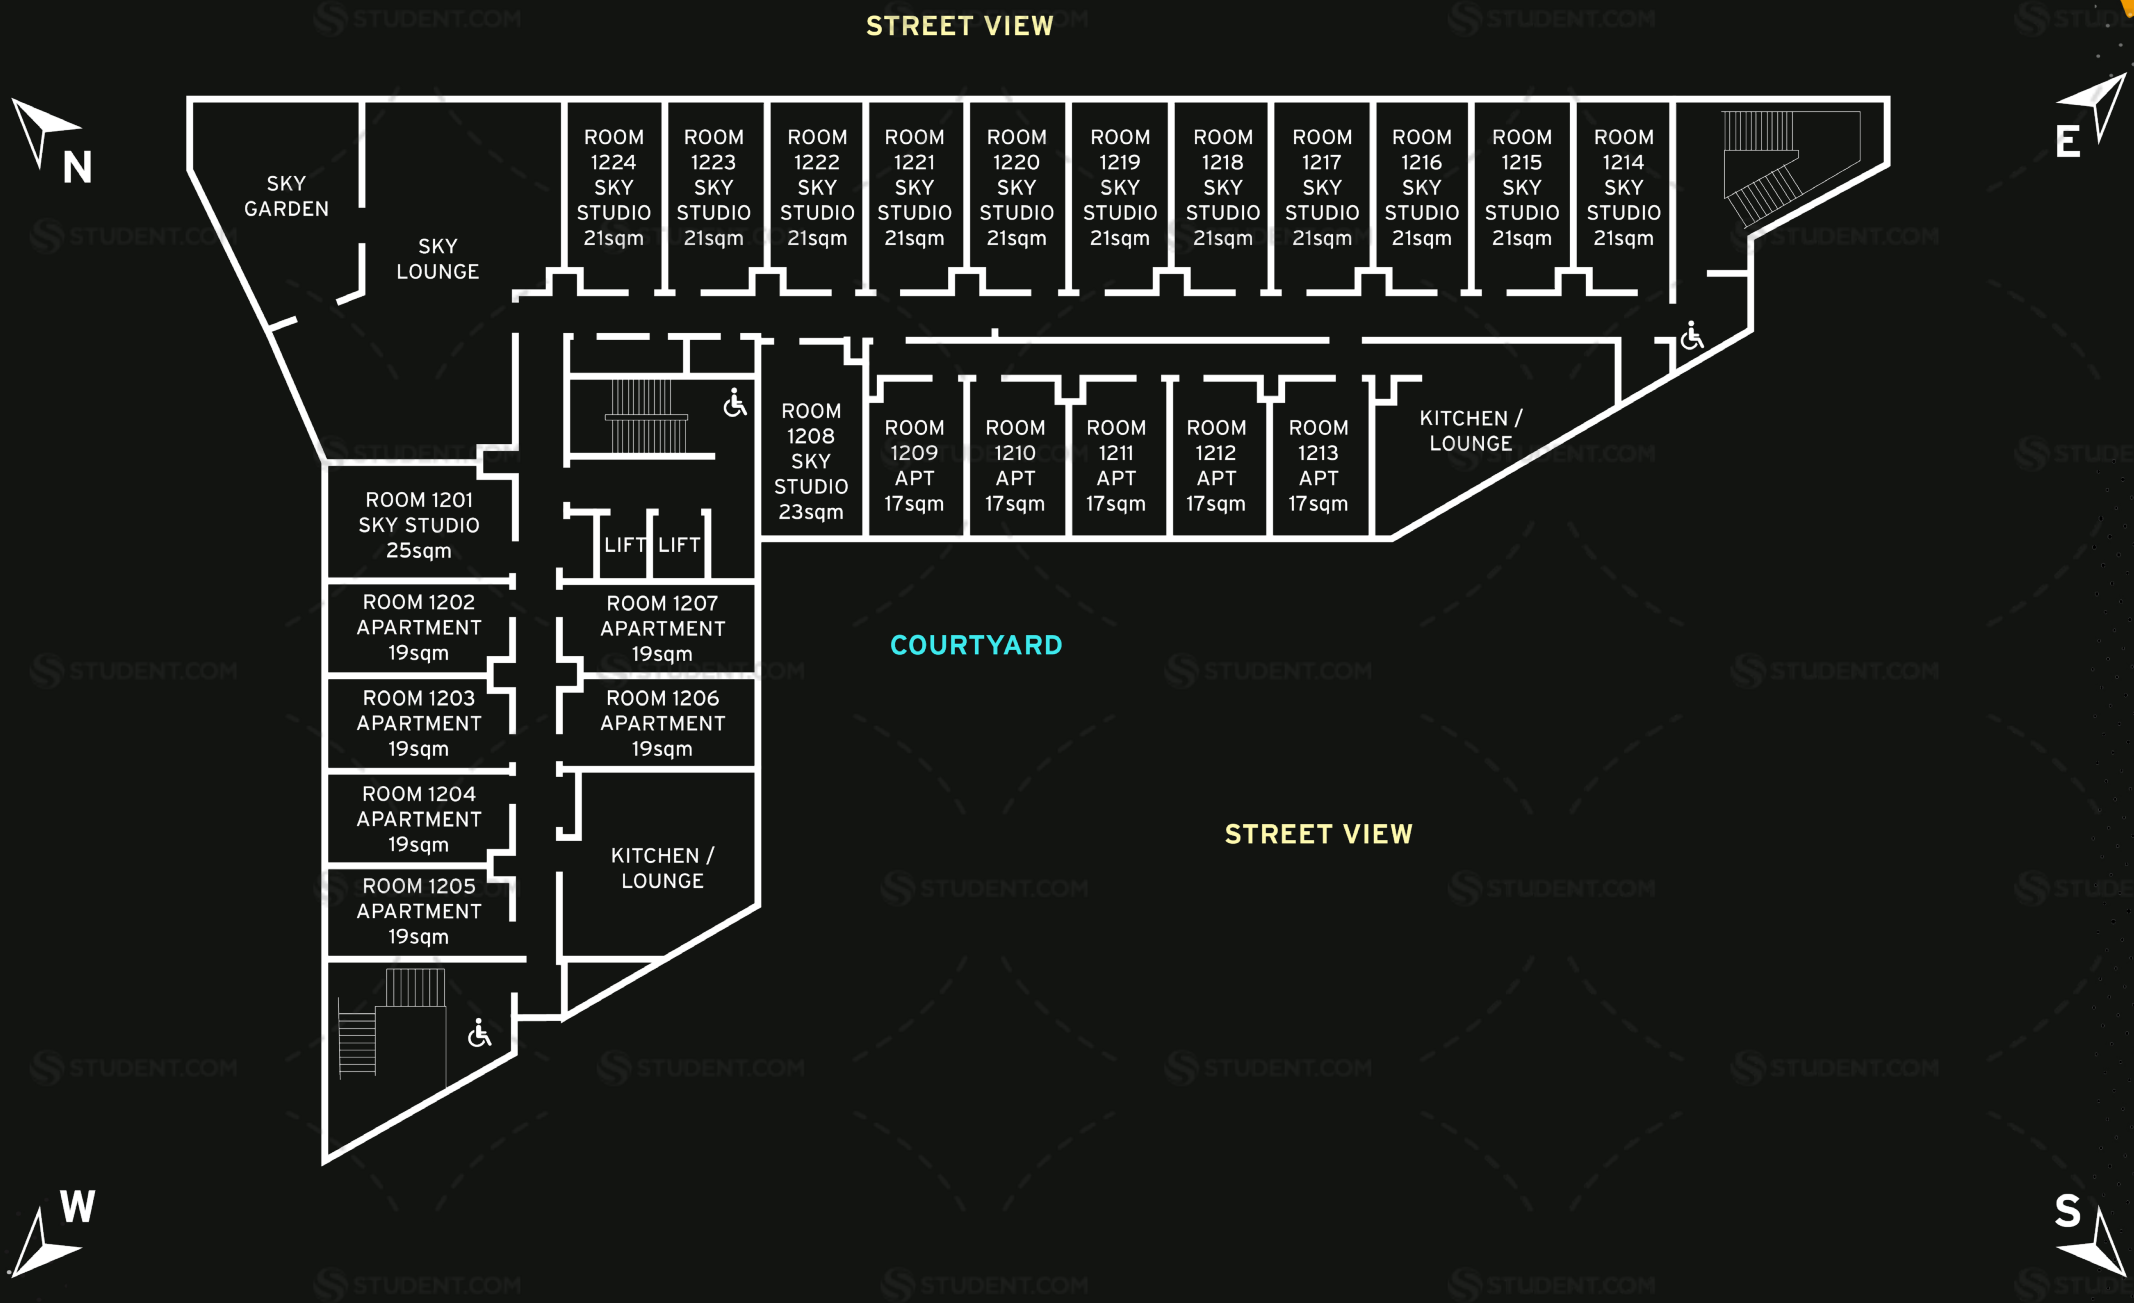 STREET VIEW
N
E
SKY
GARDEN
SKY
LOUNGE
ROOM
1224
SKY
STUDIO
21sqm
ROOM
1223
SKY
STUDIO
21sqm
ROOM
1222
SKY
STUDIO
21sqm
ROOM
1221
SKY
STUDIO
21sqm
ROOM
1220
SKY
STUDIO
21sqm
ROOM
1219
SKY
STUDIO
21sqm
ROOM
1218
SKY
STUDIO
21sqm
ROOM
1217
SKY
STUDIO
21sqm
ROOM
1216
SKY
STUDIO
21sqm
ROOM
1215
SKY
STUDIO
21sqm
ROOM
1214
SKY
STUDIO
21sqm
ROOM
1208
SKY
STUDIO
23sqm
ROOM
1209
APT
17sqm
ROOM
1210
APT
17sqm
ROOM
1211
APT
17sqm
ROOM
1212
APT
17sqm
ROOM
1213
APT
17sqm
KITCHEN /
LOUNGE
ROOM 1201
SKY STUDIO
25sqm
LIFT
LIFT
ROOM 1202
APARTMENT
19sqm
ROOM 1207
APARTMENT
19sqm
ROOM 1203
APARTMENT
19sqm
ROOM 1206
APARTMENT
19sqm
ROOM 1204
APARTMENT
19sqm
ROOM 1205
APARTMENT
19sqm
KITCHEN /
LOUNGE
COURTYARD
STREET VIEW
W
S
STUDENT.COM